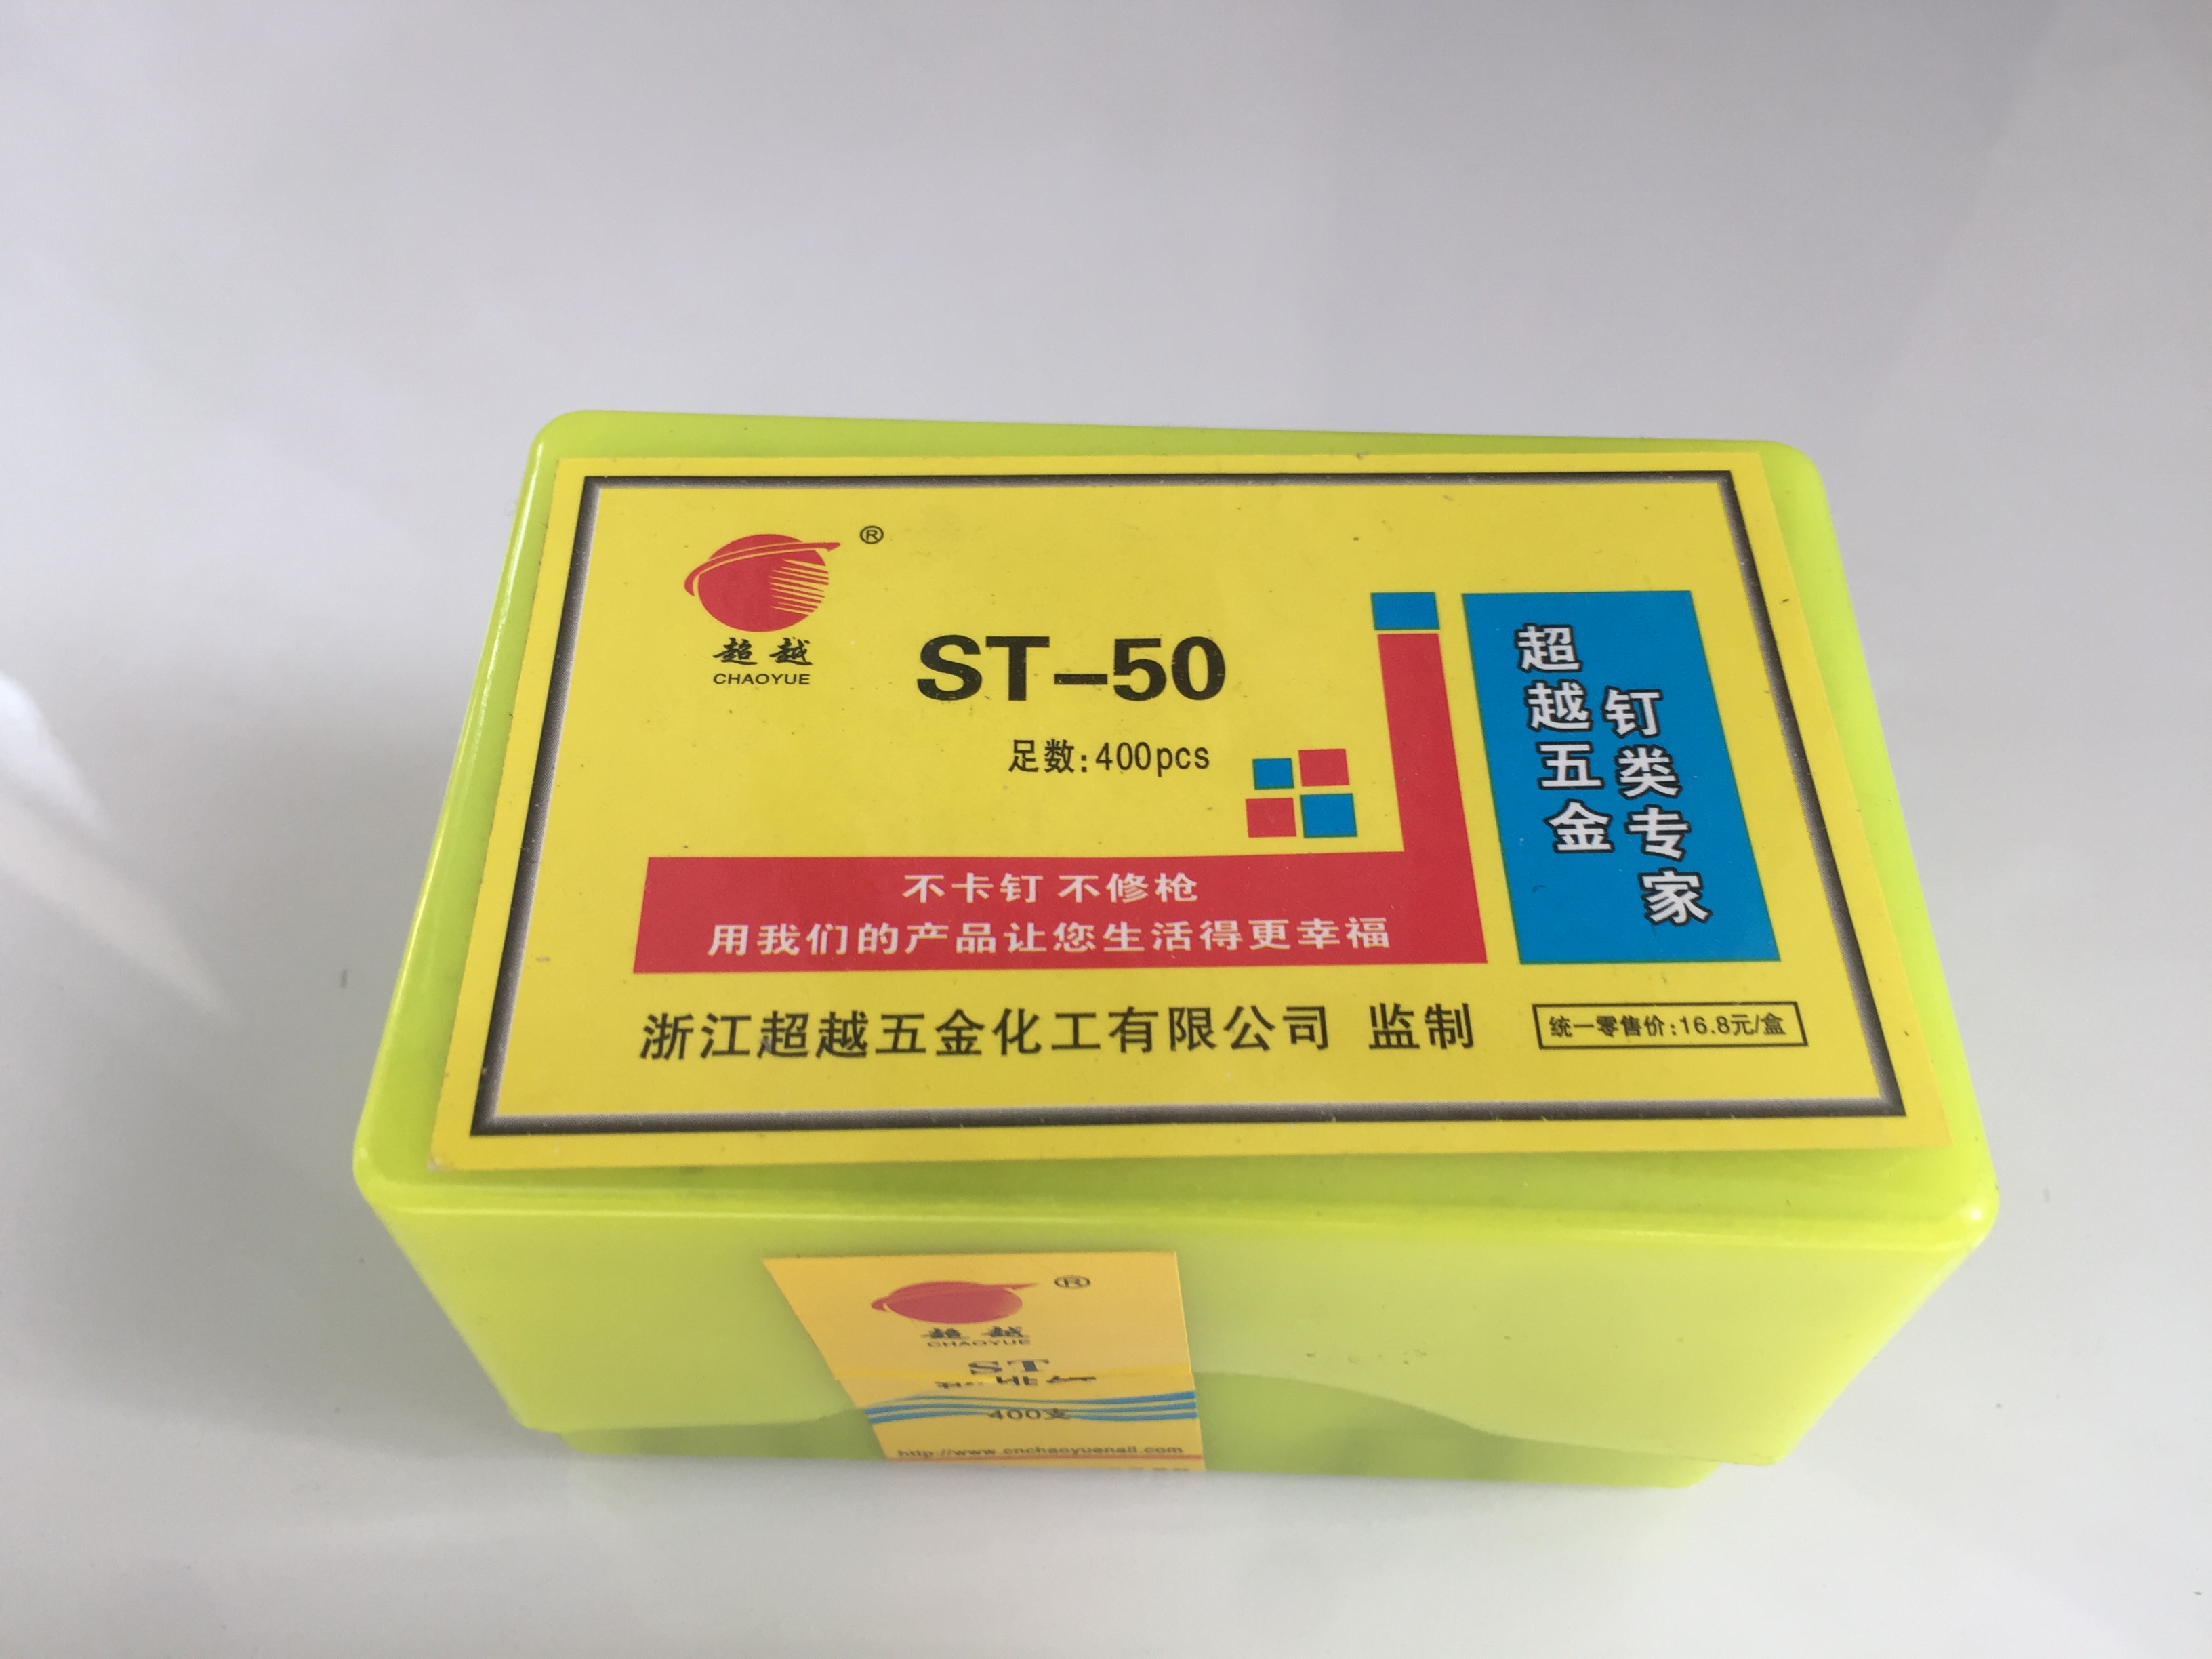 ®
超越
CHAOYUE
ST-50
足数:400pcs
超越五金
钉类专家
不卡钉 不修枪
用我们的产品让您生活得更幸福
浙江超越五金化工有限公司 监制
统一零售价:16.8元/盒
®
超越
CHAOYUE
ST
400支
http://www.cnchaoyuenail.com